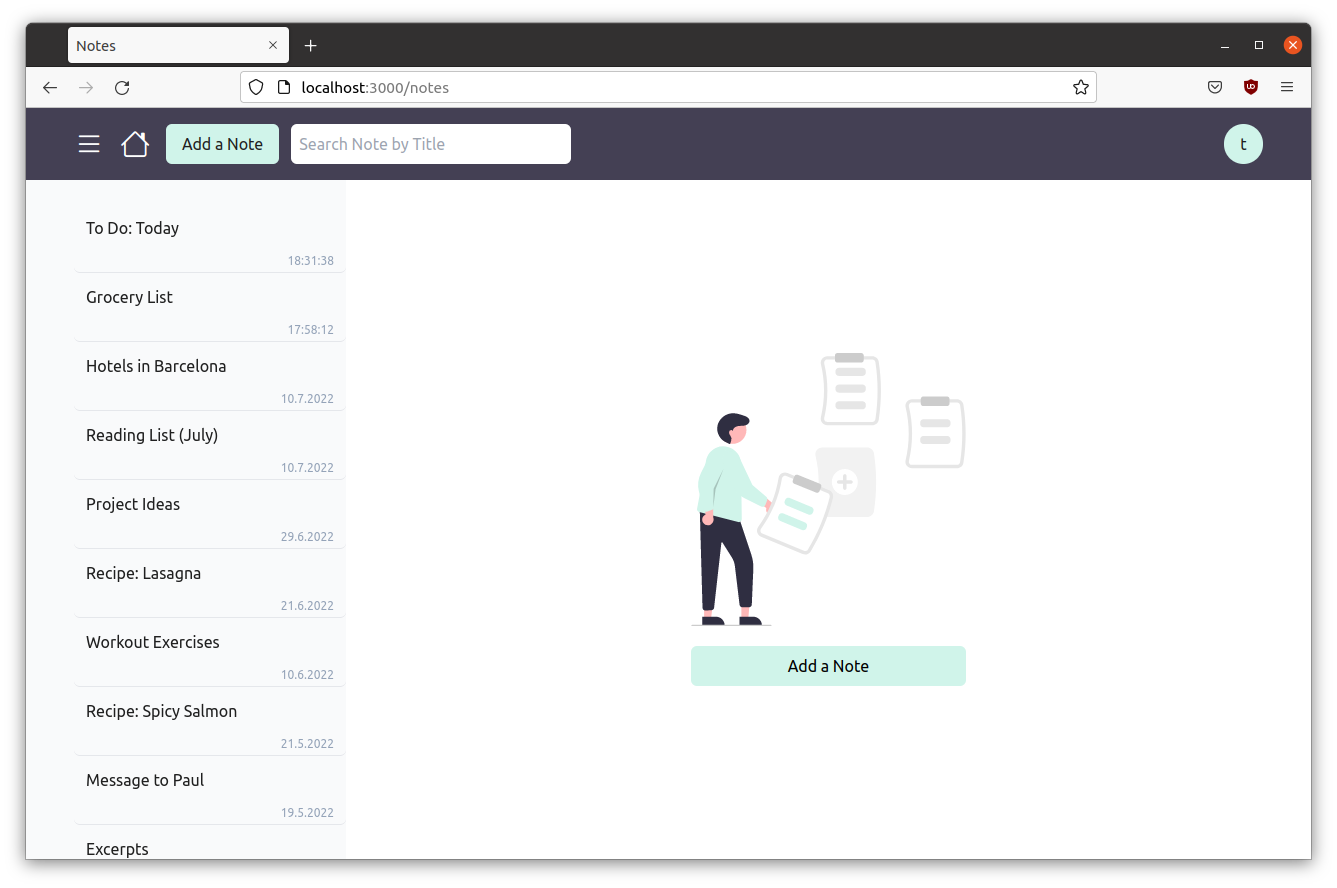 Notes
localhost:3000/notes
Add a Note
Search Note by Title
t
To Do: Today
18:31:38
Grocery List
17:58:12
Hotels in Barcelona
10.7.2022
Reading List (July)
10.7.2022
Project Ideas
29.6.2022
Recipe: Lasagna
21.6.2022
Workout Exercises
10.6.2022
Recipe: Spicy Salmon
21.5.2022
Message to Paul
19.5.2022
Excerpts
Add a Note